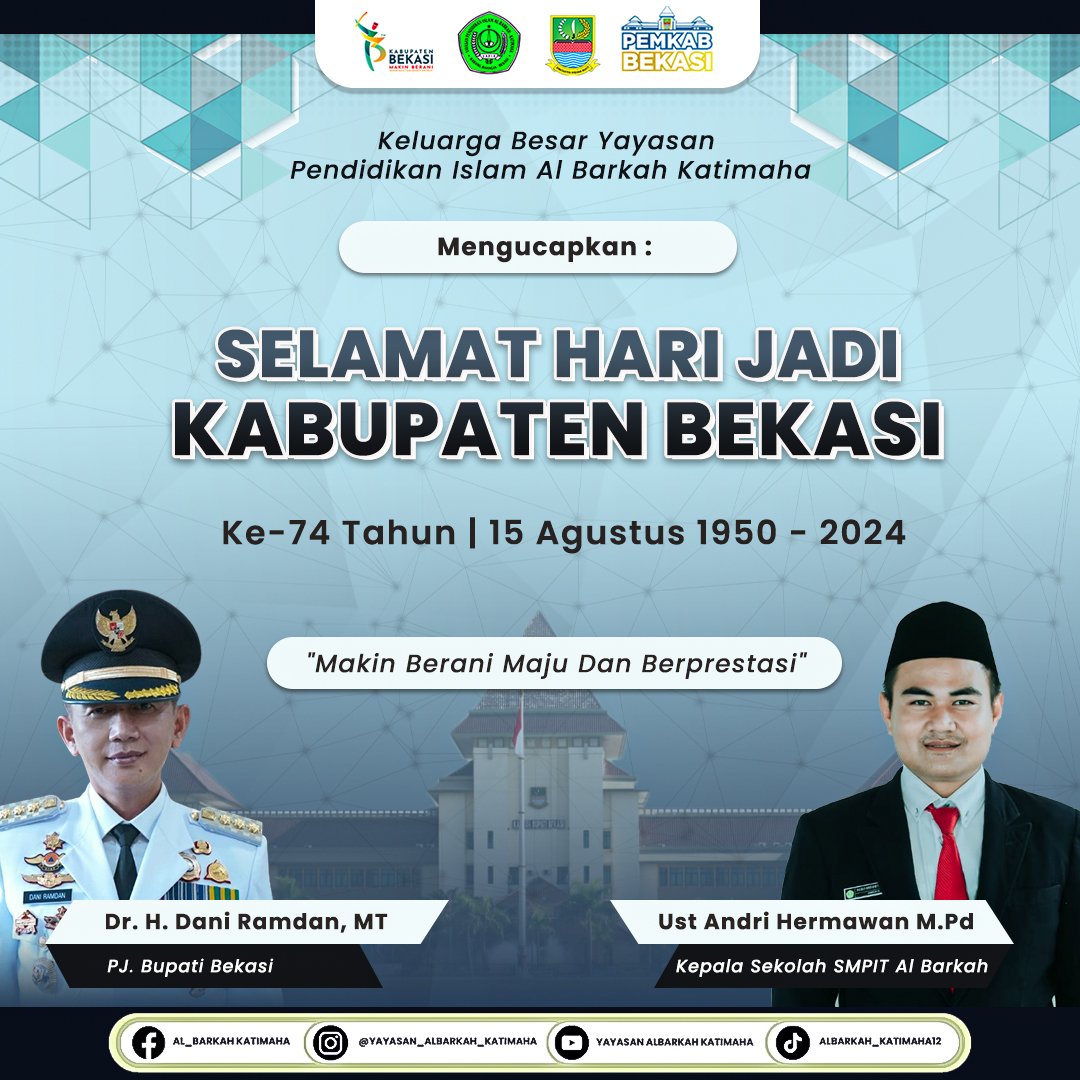 KABUPATEN
BEKASI
MAKIN BERANI
PEMKAB
BEKASI
Keluarga Besar Yayasan
Pendidikan Islam Al Barkah Katimaha
Mengucapkan :
SELAMAT HARI JADI
KABUPATEN BEKASI
Ke-74 Tahun | 15 Agustus 1950 - 2024
"Makin Berani Maju Dan Berprestasi"
DANI RAMDAN
Dr. H. Dani Ramdan, MT
PJ. Bupati Bekasi
Ust Andri Hermawan M.Pd
Kepala Sekolah SMPIT Al Barkah
AL_BARKAH KATIMAHA
@YAYASAN_ALBARKAH_KATIMAHA
YAYASAN ALBARKAH KATIMAHA
ALBARKAH_KATIMAHA12